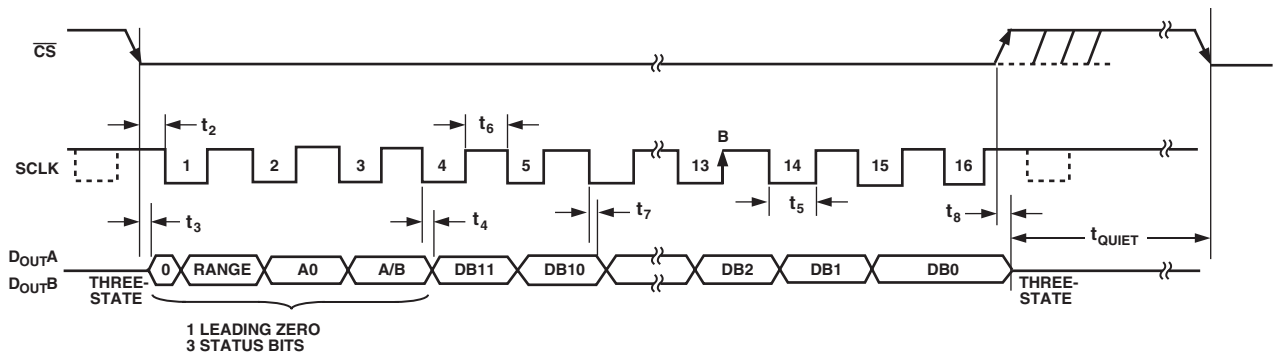 CS
t2
t6
B
SCLK
1 2 3 4 5 13 14 15 16
t3
t4
t7
t5
t8
tQUIET
DOUTA
DOUTB
0 RANGE A0 A/B DB11 DB10 DB2 DB1 DB0
THREE-
STATE
THREE-
STATE
1 LEADING ZERO
3 STATUS BITS